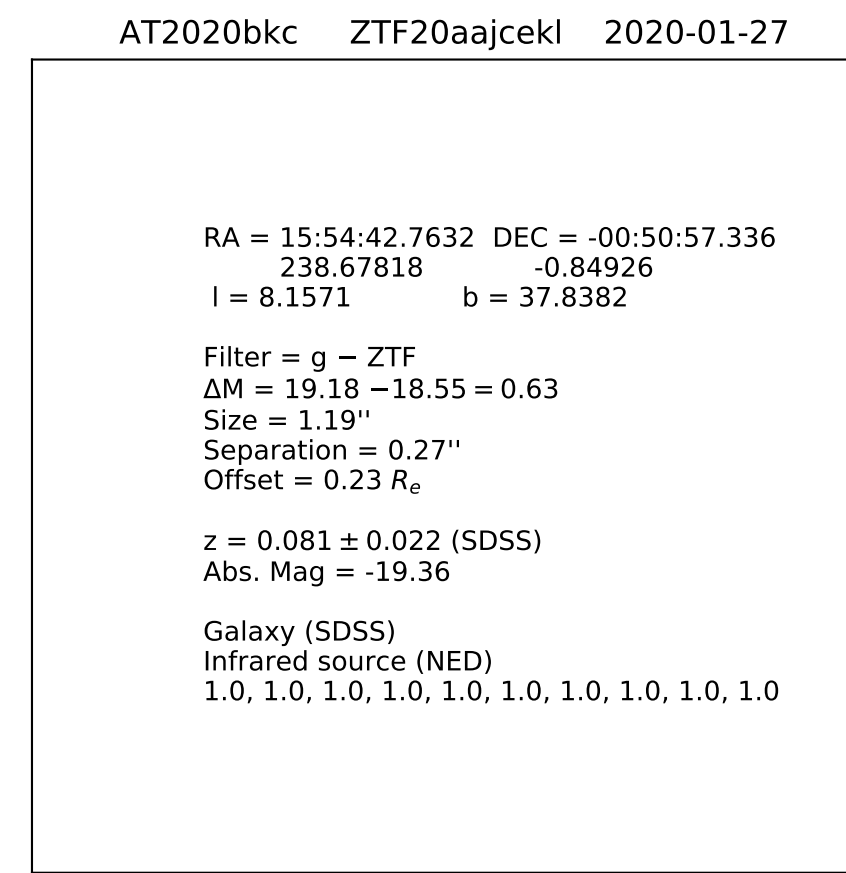 AT2020bkc ZTF20aajcekl 2020-01-27
RA = 15:54:42.7632 DEC = -00:50:57.336
238.67818 -0.84926
l = 8.1571 b = 37.8382
Filter = g − ZTF
ΔM = 19.18 −18.55 = 0.63
Size = 1.19''
Separation = 0.27''
Offset = 0.23 Re
z = 0.081 ± 0.022 (SDSS)
Abs. Mag = -19.36
Galaxy (SDSS)
Infrared source (NED)
1.0, 1.0, 1.0, 1.0, 1.0, 1.0, 1.0, 1.0, 1.0, 1.0